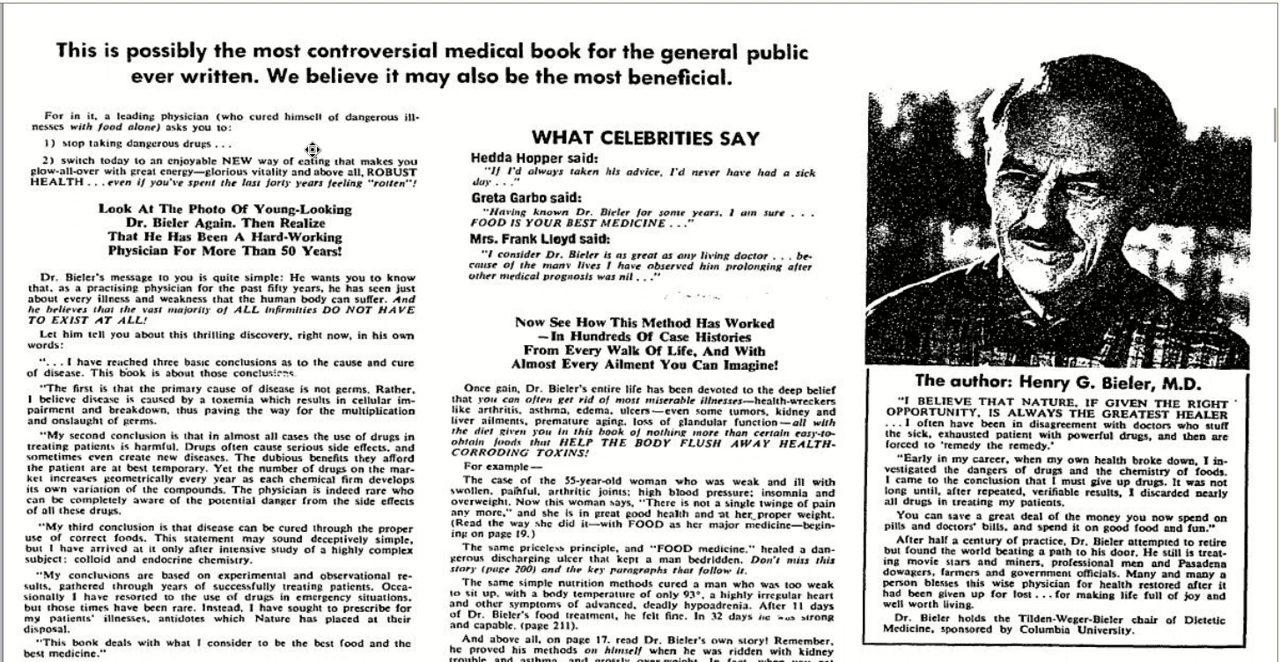 This is possibly the most controversial medical book for the general public
ever written. We believe it may also be the most beneficial.
For in it, a leading physician (who cured himself of dangerous ill-
nesses with food alone) asks you to:
1) stop taking dangerous drugs . . .
2) switch today to an enjoyable NEW way of eating that makes you
glow-all-over with great energy—glorious vitality and above all, ROBUST
HEALTH . . . even if you've spent the last forty years feeling "rotten"!
Look At The Photo Of Young-Looking
Dr. Bieler Again. Then Realize
That He Has Been A Hard-Working
Physician For More Than 50 Years!
Dr. Bieler's message to you is quite simple: He wants you to know
that, as a practising physician for the past fifty years, he has seen just
about every illness and weakness that the human body can suffer. And
he believes that the vast majority of ALL infirmities DO NOT HAVE
TO EXIST AT ALL!
Let him tell you about this thrilling discovery, right now, in his own
words:
". . . I have reached three basic conclusions as to the cause and cure
of disease. This book is about those conclusions.
"The first is that the primary cause of disease is not germs. Rather,
I believe disease is caused by a toxemia which results in cellular im-
pairment and breakdown, thus paving the way for the multiplication
and onslaught of germs.
"My second conclusion is that in almost all cases the use of drugs in
treating patients is harmful. Drugs often cause serious side effects, and
sometimes even create new diseases. The dubious benefits they afford
the patient are at best temporary. Yet the number of drugs on the mar-
ket increases geometrically every year as each chemical firm develops
its own variation of the compounds. The physician is indeed rare who
can be completely aware of the potential danger from the side effects
of all these drugs.
"My third conclusion is that disease can be cured through the proper
use of correct foods. This statement may sound deceptively simple,
but I have arrived at it only after intensive study of a highly complex
subject: colloid and endocrine chemistry.
"My conclusions are based on experimental and observational re-
sults, gathered through years of successfully treating patients. Occa-
sionally I have resorted to the use of drugs in emergency situations,
but those times have been rare. Instead, I have sought to prescribe for
my patients' illnesses, antidotes which Nature has placed at their
disposal.
"This book deals with what I consider to be the best food and the
best medicine."
WHAT CELEBRITIES SAY
Hedda Hopper said:
"If I'd always taken his advice, I'd never have had a sick
day . . ."
Greta Garbo said:
"Having known Dr. Bieler for some years, I am sure . . .
FOOD IS YOUR BEST MEDICINE . . ."
Mrs. Frank Lloyd said:
"I consider Dr. Bieler is as great as any living doctor . . . be-
cause of the many lives I have observed him prolonging after
other medical prognosis was nil . . ."
Now See How This Method Has Worked
—In Hundreds Of Case Histories
From Every Walk Of Life, And With
Almost Every Ailment You Can Imagine!
Once gain, Dr. Bieler's entire life has been devoted to the deep belief
that you can often get rid of most miserable illnesses—health-wreckers
like arthritis, asthma, edema, ulcers—even some tumors, kidney and
liver ailments, premature aging, loss of glandular function—all with
the diet given you in this book of nothing more than certain easy-to-
obtain foods that HELP THE BODY FLUSH AWAY HEALTH-
CORRODING TOXINS!
For example—
The case of the 55-year-old woman who was weak and ill with
swollen, painful, arthritic joints; high blood pressure; insomnia and
overweight. Now this woman says, "There is not a single twinge of pain
any more," and she is in great good health and at her proper weight.
(Read the way she did it—with FOOD as her major medicine—begin-
ing on page 19.)
The same priceless principle, and "FOOD medicine." healed a dan-
gerous discharging ulcer that kept a man bedridden. Don't miss this
story (page 200) and the key paragraphs that follow it.
The same simple nutrition methods cured a man who was too weak
to sit up, with a body temperature of only 93°, a highly irregular heart
and other symptoms of advanced, deadly hypoadrenia. After 11 days
of Dr. Bieler's food treatment, he felt fine. In 32 days he was strong
and capable. (page 211).
And above all, on page 17. read Dr. Bieler's own story! Remember,
he proved his methods on himself when he was ridden with kidney
trouble and asthma, and grossly over-weight. In fact, when you get
The author: Henry G. Bieler, M.D.
"I BELIEVE THAT NATURE, IF GIVEN THE RIGHT
OPPORTUNITY, IS ALWAYS THE GREATEST HEALER
. . . I often have been in disagreement with doctors who stuff
the sick, exhausted patient with powerful drugs, and then are
forced to 'remedy the remedy.'
"Early in my career, when my own health broke down, I in-
vestigated the dangers of drugs and the chemistry of foods.
I came to the conclusion that I must give up drugs. It was not
long until, after repeated, verifiable results, I discarded nearly
all drugs in treating my patients.
You can save a great deal of the money you now spend on
pills and doctors' bills, and spend it on good food and fun."
After half a century of practice, Dr. Bieler attempted to retire
but found the world beating a path to his door. He still is treat-
ing movie stars and miners, professional men and Pasadena
dowagers, farmers and government officials. Many and many a
person blesses this wise physician for health restored after it
had been given up for lost . . . for making life full of joy and
well worth living.
Dr. Bieler holds the Tilden-Weger-Bieler chair of Dietetic
Medicine, sponsored by Columbia University.